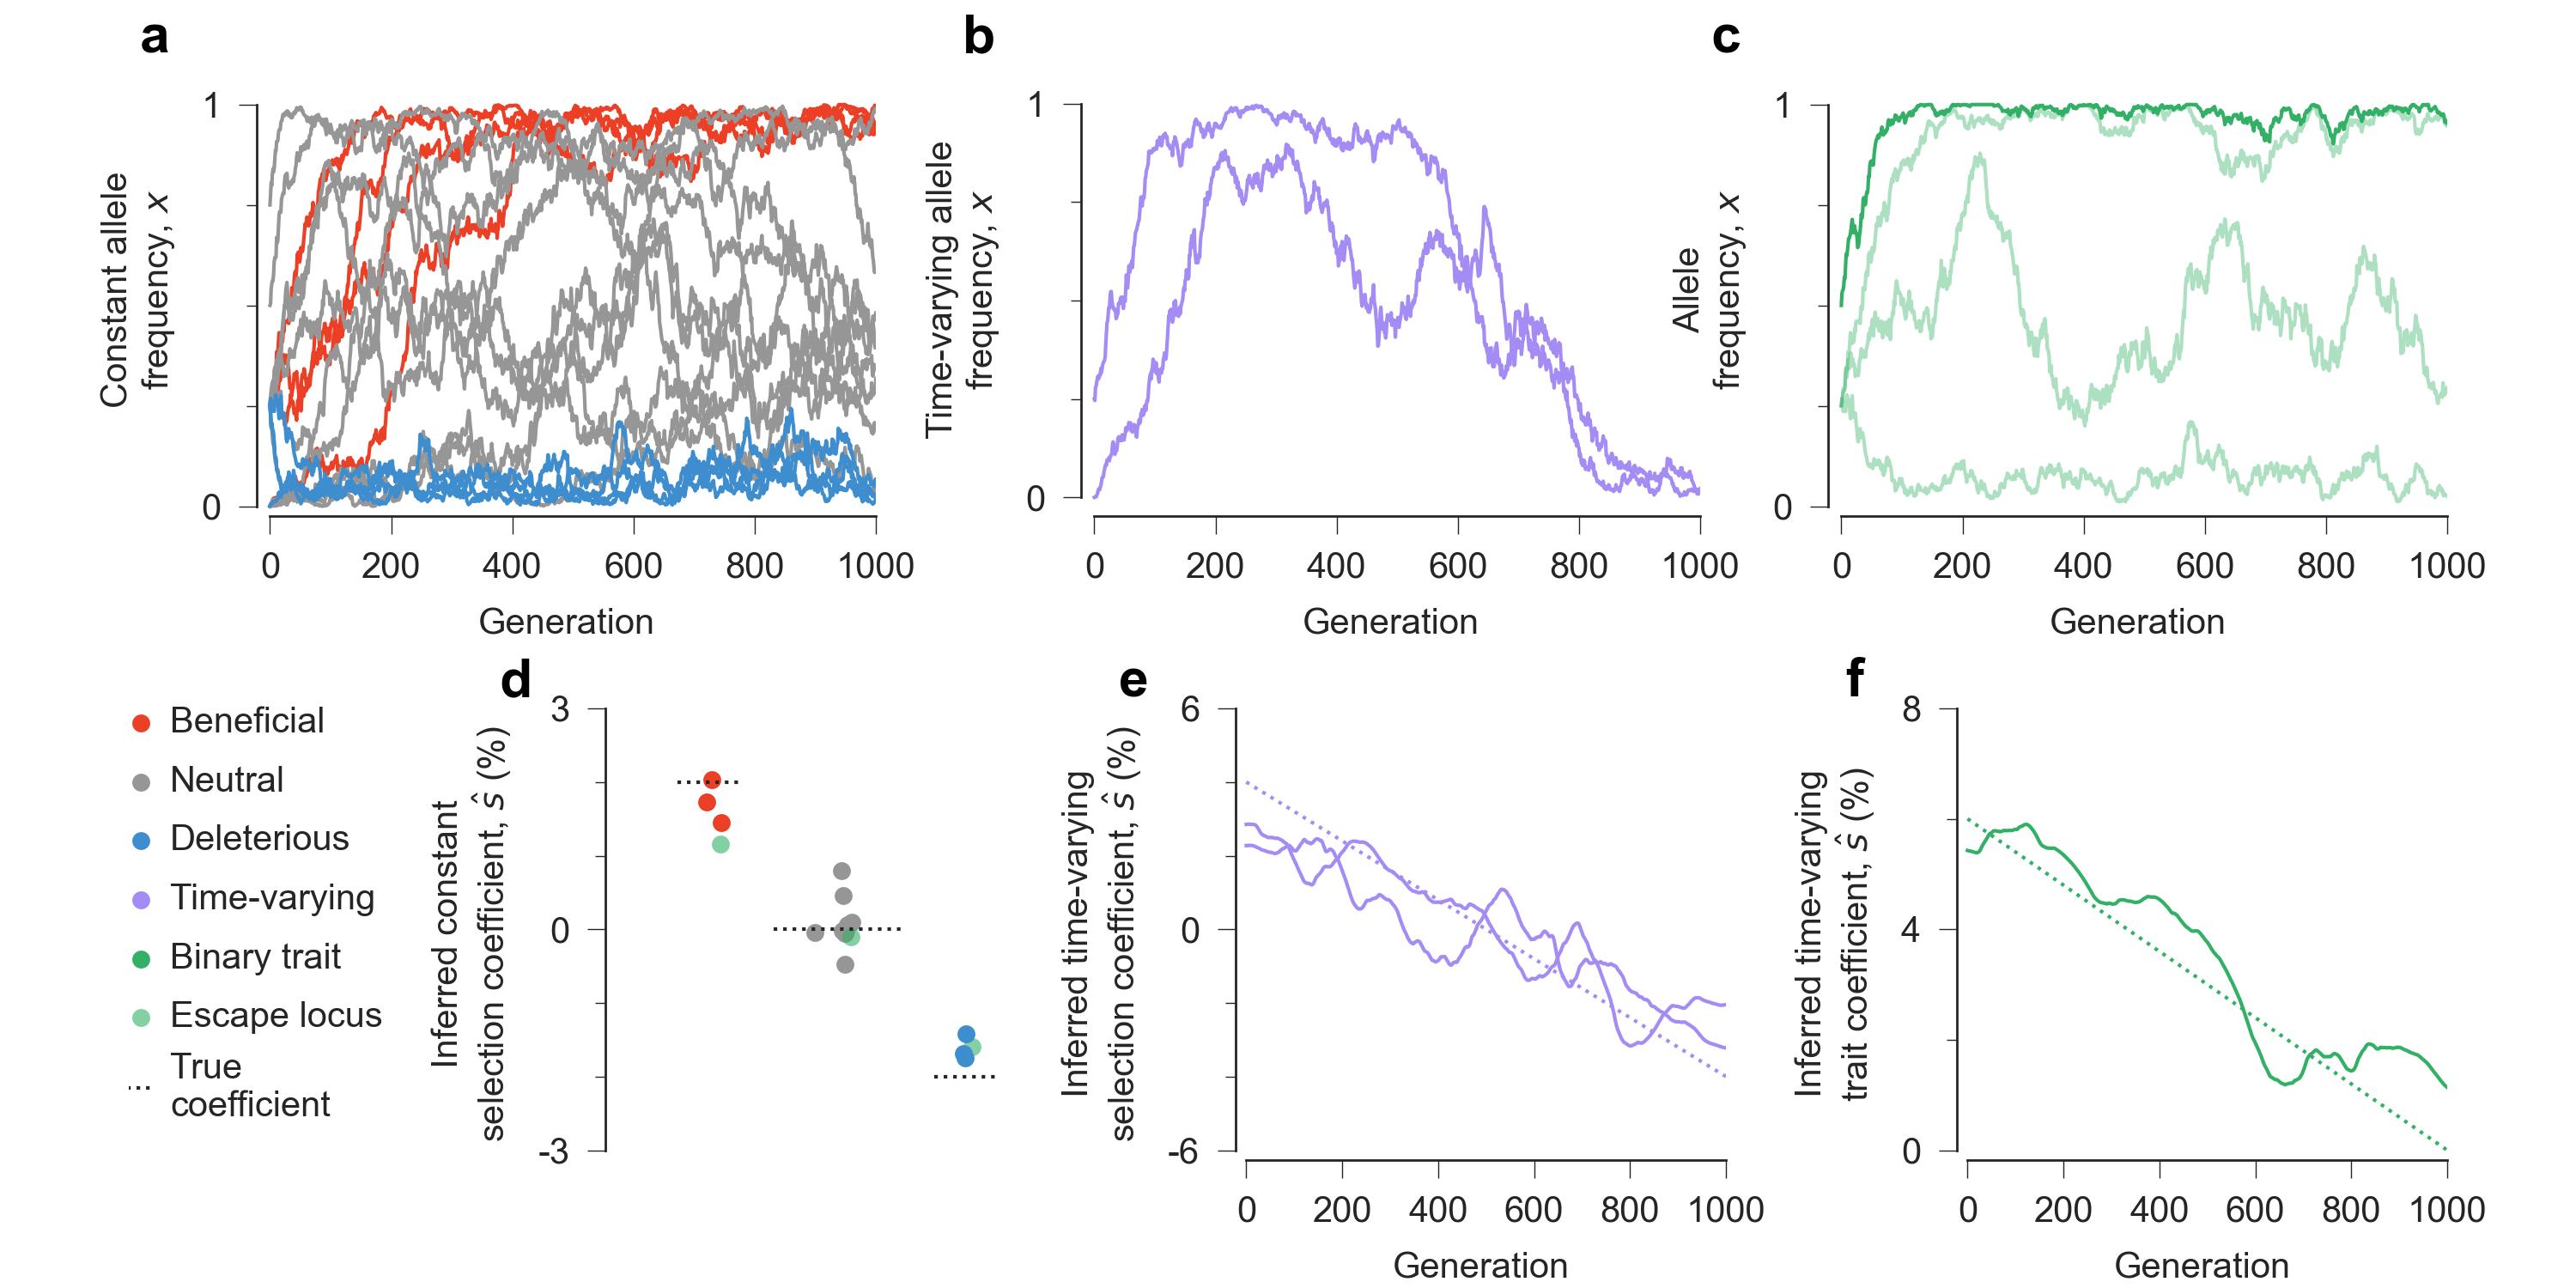 a
b
c
1
0
Constant allele
frequency, x
0 200 400 600 800 1000
Generation
1
0
Time-varying allele
frequency, x
0 200 400 600 800 1000
Generation
1
0
Allele
frequency, x
0 200 400 600 800 1000
Generation
Beneficial
Neutral
Deleterious
Time-varying
Binary trait
Escape locus
True
coefficient
d
3
0
-3
Inferred constant
selection coefficient, ŝ (%)
e
6
0
-6
Inferred time-varying
selection coefficient, ŝ (%)
0 200 400 600 800 1000
Generation
f
8
4
0
Inferred time-varying
trait coefficient, ŝ (%)
0 200 400 600 800 1000
Generation